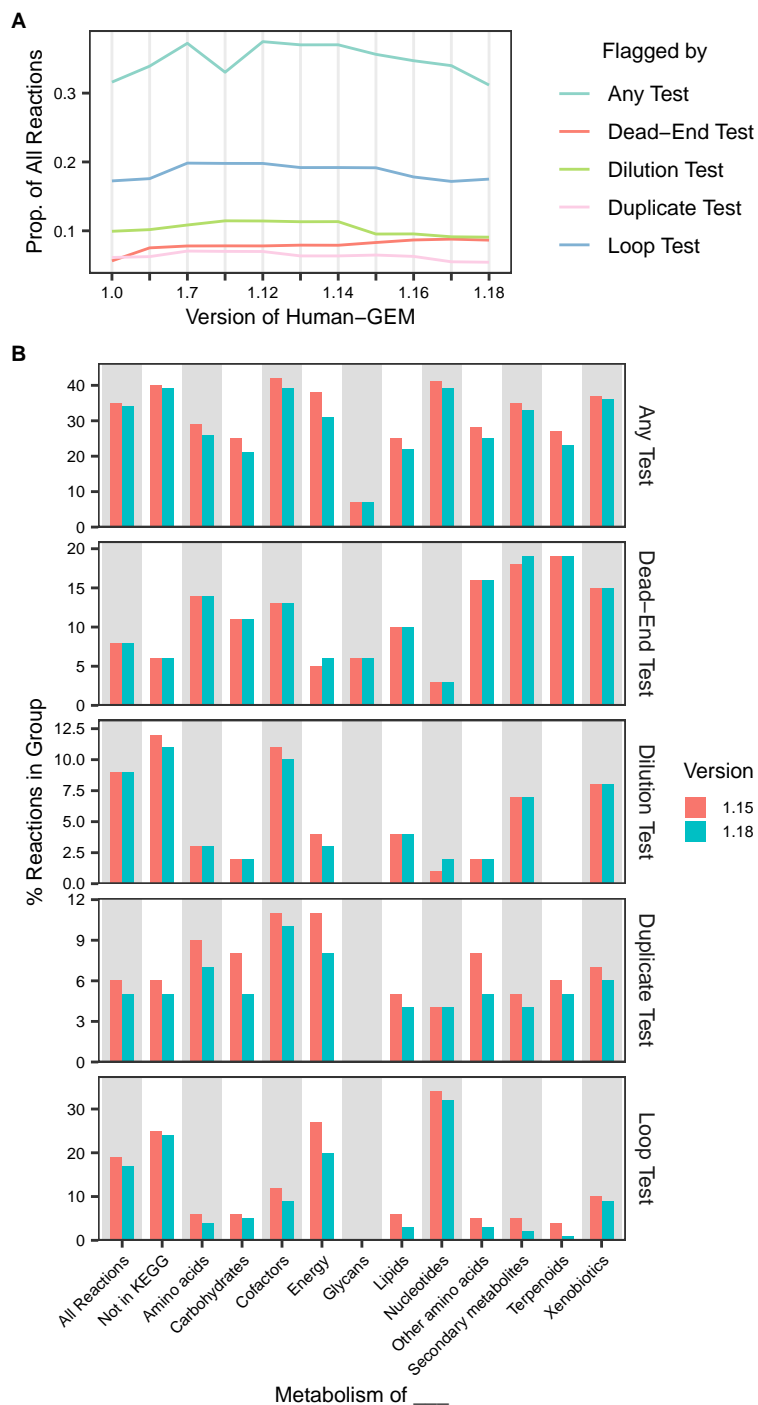 A
Prop. of All Reactions
0.3
0.2
0.1
1.0
1.7
1.12
1.14
1.16
1.18
Version of Human−GEM
Flagged by
Any Test
Dead−End Test
Dilution Test
Duplicate Test
Loop Test
B
% Reactions in Group
40
30
20
10
0
Any Test
20
15
10
5
0
Dead−End Test
12.5
10.0
7.5
5.0
2.5
0.0
Dilution Test
12
9
6
3
0
Duplicate Test
30
20
10
0
Loop Test
All Reactions
Not in KEGG
Amino acids
Carbohydrates
Cofactors
Energy
Glycans
Lipids
Nucleotides
Other amino acids
Secondary metabolites
Terpenoids
Xenobiotics
Metabolism of ___
Version
1.15
1.18